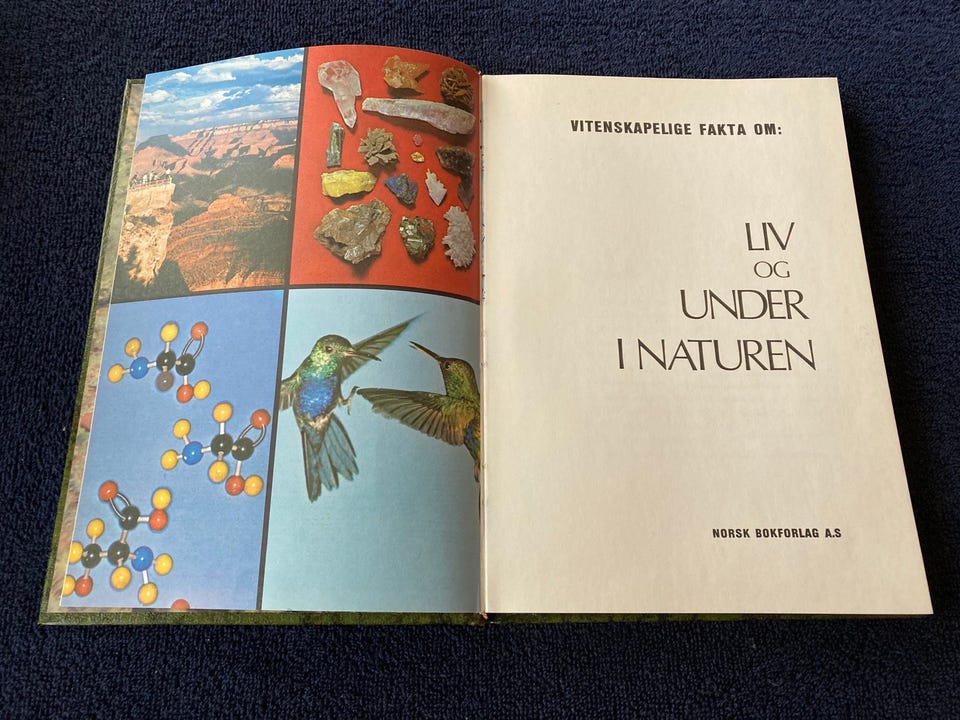 VITENSKAPELIGE FAKTA OM:
LIV
OG
UNDER
I NATUREN
NORSK BOKFORLAG A.S